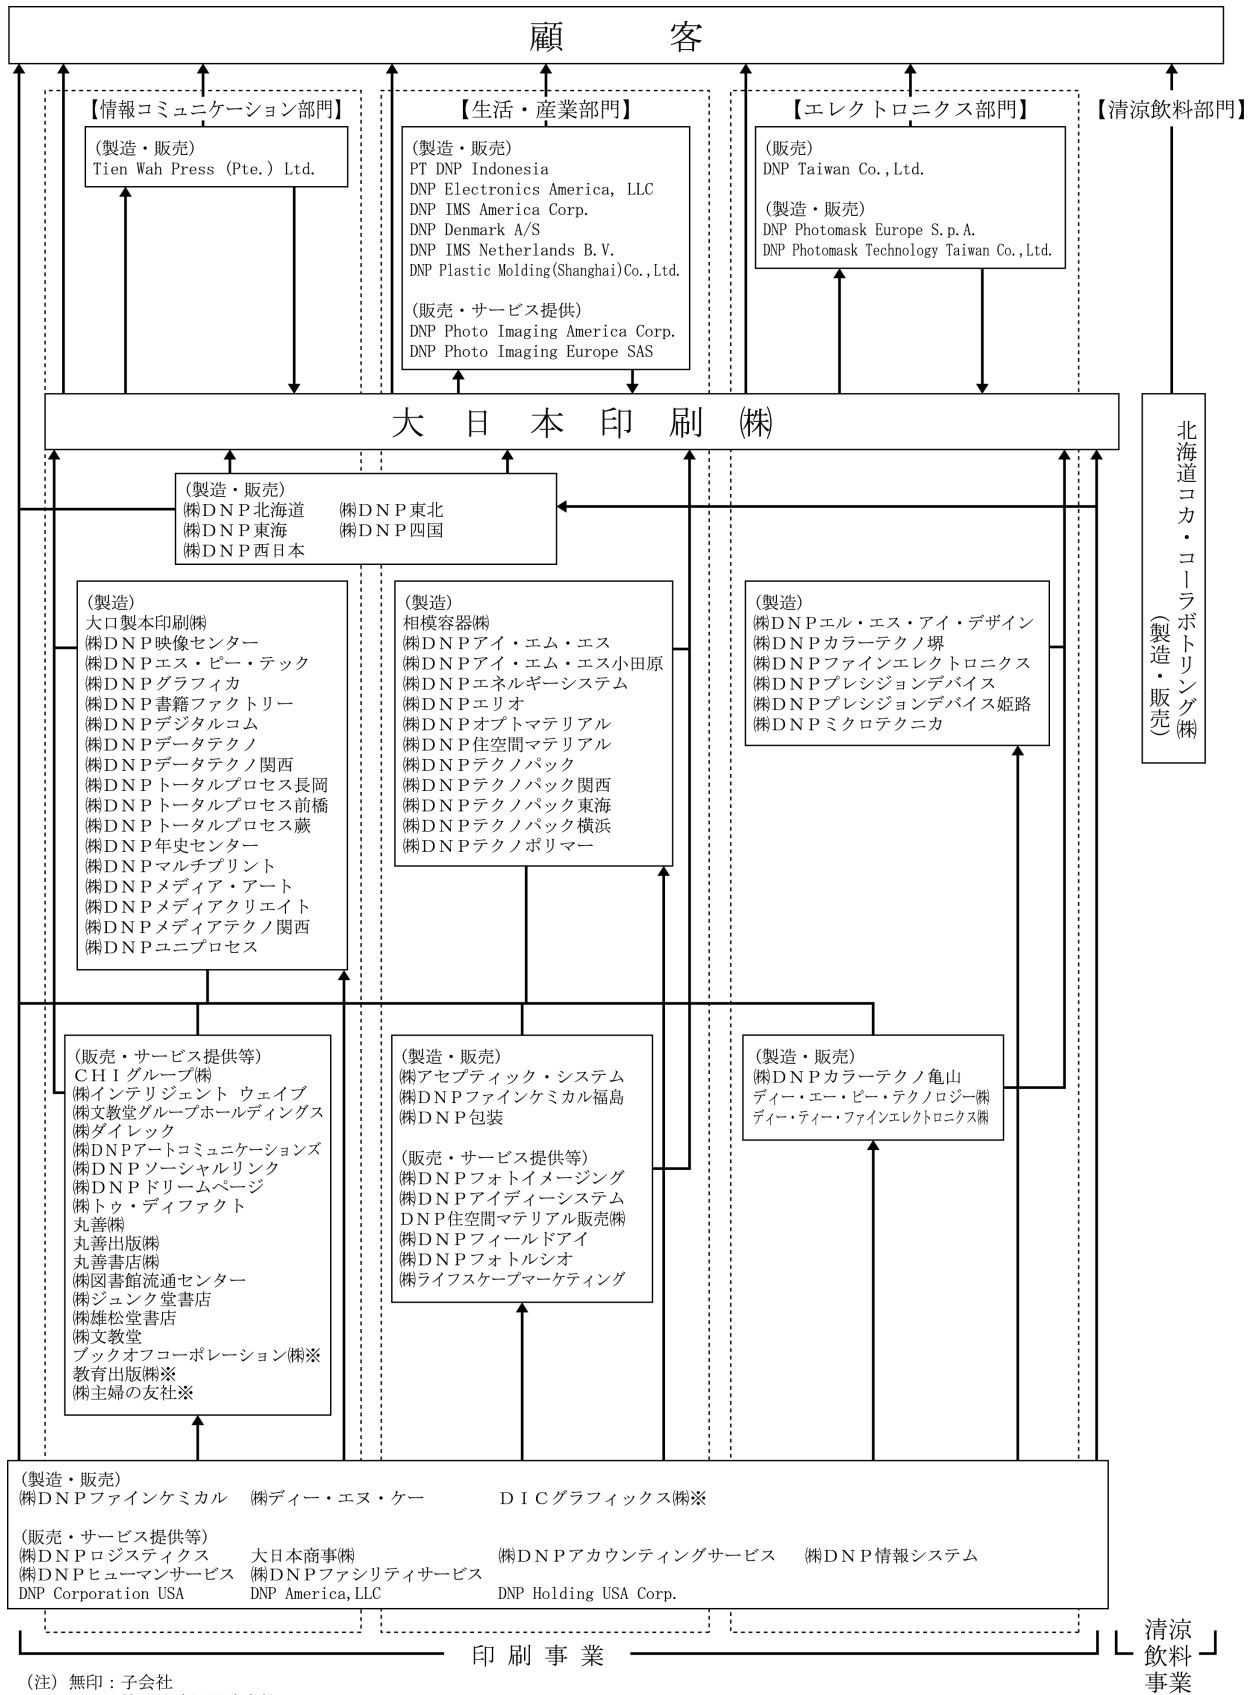 顧客
【情報コミュニケーション部門】
(製造・販売)
Tien Wah Press (Pte.) Ltd.
【生活・産業部門】
(製造・販売)
PT DNP Indonesia
DNP Electronics America, LLC
DNP IMS America Corp.
DNP Denmark A/S
DNP IMS Netherlands B.V.
DNP Plastic Molding(Shanghai)Co.,Ltd.
(販売・サービス提供)
DNP Photo Imaging America Corp.
DNP Photo Imaging Europe SAS
【エレクトロニクス部門】
(販売)
DNP Taiwan Co.,Ltd.
(製造・販売)
DNP Photomask Europe S.p.A.
DNP Photomask Technology Taiwan Co.,Ltd.
【清涼飲料部門】
大日本印刷㈱
北海道コカ・コーラボトリング㈱
(製造・販売)
(製造・販売)
㈱DNP北海道 ㈱DNP東北
㈱DNP東海 ㈱DNP四国
㈱DNP西日本
(製造)
大口製本印刷㈱
㈱DNP映像センター
㈱DNPエス・ピー・テック
㈱DNPグラフィカ
㈱DNP書籍ファクトリー
㈱DNPデジタルコム
㈱DNPデータテクノ
㈱DNPデータテクノ関西
㈱DNPトータルプロセス長岡
㈱DNPトータルプロセス前橋
㈱DNPトータルプロセス蕨
㈱DNP年史センター
㈱DNPマルチプリント
㈱DNPメディア・アート
㈱DNPメディアクリエイト
㈱DNPメディアテクノ関西
㈱DNPユニプロセス
(製造)
相模容器㈱
㈱DNPアイ・エム・エス
㈱DNPアイ・エム・エス小田原
㈱DNPエネルギーシステム
㈱DNPエリオ
㈱DNPオプトマテリアル
㈱DNP住空間マテリアル
㈱DNPテクノパック
㈱DNPテクノパック関西
㈱DNPテクノパック東海
㈱DNPテクノパック横浜
㈱DNPテクノポリマー
(製造)
㈱DNPエル・エス・アイ・デザイン
㈱DNPカラーテクノ堺
㈱DNPファインエレクトロニクス
㈱DNPプレシジョンデバイス
㈱DNPプレシジョンデバイス姫路
㈱DNPミクロテクニカ
(販売・サービス提供等)
CHIグループ㈱
㈱インテリジェント ウェイブ
㈱文教堂グループホールディングス
㈱ダイレック
㈱DNPアートコミュニケーションズ
㈱DNPソーシャルリンク
㈱DNPドリームページ
㈱トゥ・ディファクト
丸善㈱
丸善出版㈱
丸善書店㈱
㈱図書館流通センター
㈱ジュンク堂書店
㈱雄松堂書店
㈱文教堂
ブックオフコーポレーション㈱※
教育出版㈱※
㈱主婦の友社※
(製造・販売)
㈱アセプティック・システム
㈱DNPファインケミカル福島
㈱DNP包装
(販売・サービス提供等)
㈱DNPフォトイメージング
㈱DNPアイディーシステム
DNP住空間マテリアル販売㈱
㈱DNPフィールドアイ
㈱DNPフォトルシオ
㈱ライフスケープマーケティング
(製造・販売)
㈱DNPカラーテクノ亀山
ディー・エー・ピー・テクノロジー㈱
ディー・ティー・ファインエレクトロニクス㈱
(製造・販売)
㈱DNPファインケミカル ㈱ディー・エヌ・ケー DICグラフィックス㈱※
(販売・サービス提供等)
㈱DNPロジスティクス 大日本商事㈱ ㈱DNPアカウンティングサービス ㈱DNP情報システム
㈱DNPヒューマンサービス ㈱DNPファシリティサービス
DNP Corporation USA DNP America,LLC DNP Holding USA Corp.
印刷事業
清涼
飲料
事業
(注) 無印：子会社